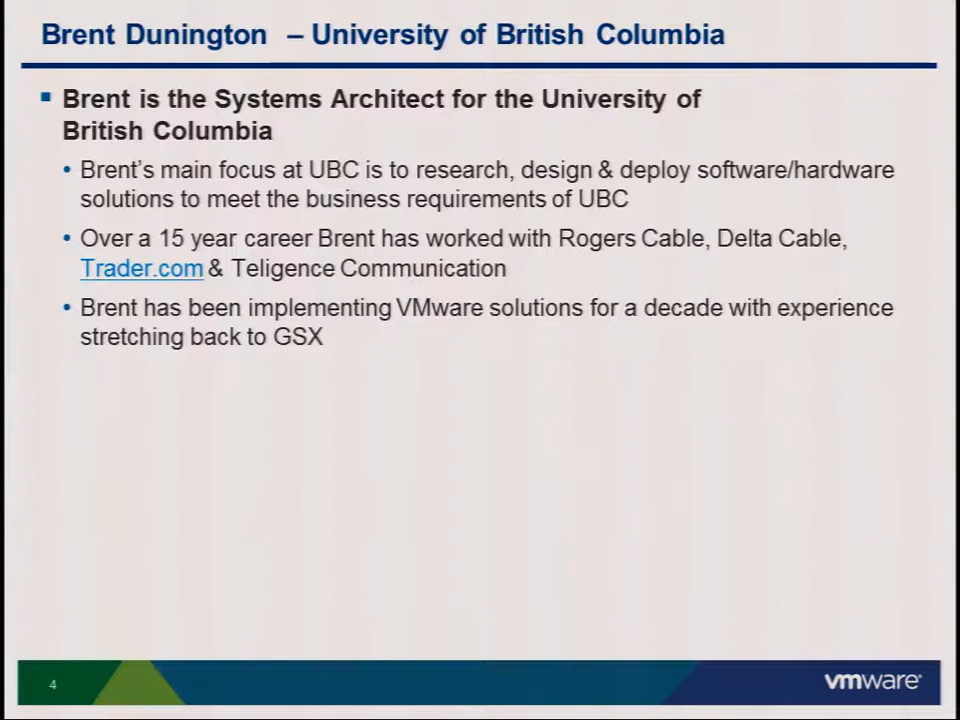 Brent Dunington – University of British Columbia
Brent is the Systems Architect for the University of
British Columbia
Brent's main focus at UBC is to research, design & deploy software/hardware
solutions to meet the business requirements of UBC
Over a 15 year career Brent has worked with Rogers Cable, Delta Cable,
Trader.com & Teligence Communication
Brent has been implementing VMware solutions for a decade with experience
stretching back to GSX
4
vmware